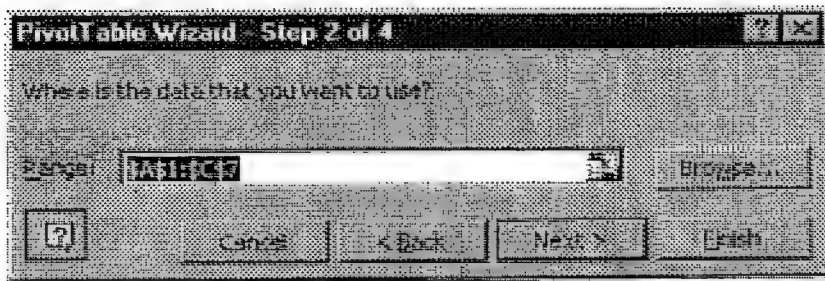 PivotTable Wizard - Step 2 of 4
Where is the data that you want to use?
Range: $A$1:$C$7 Browse...
Cancel < Back Next > Finish